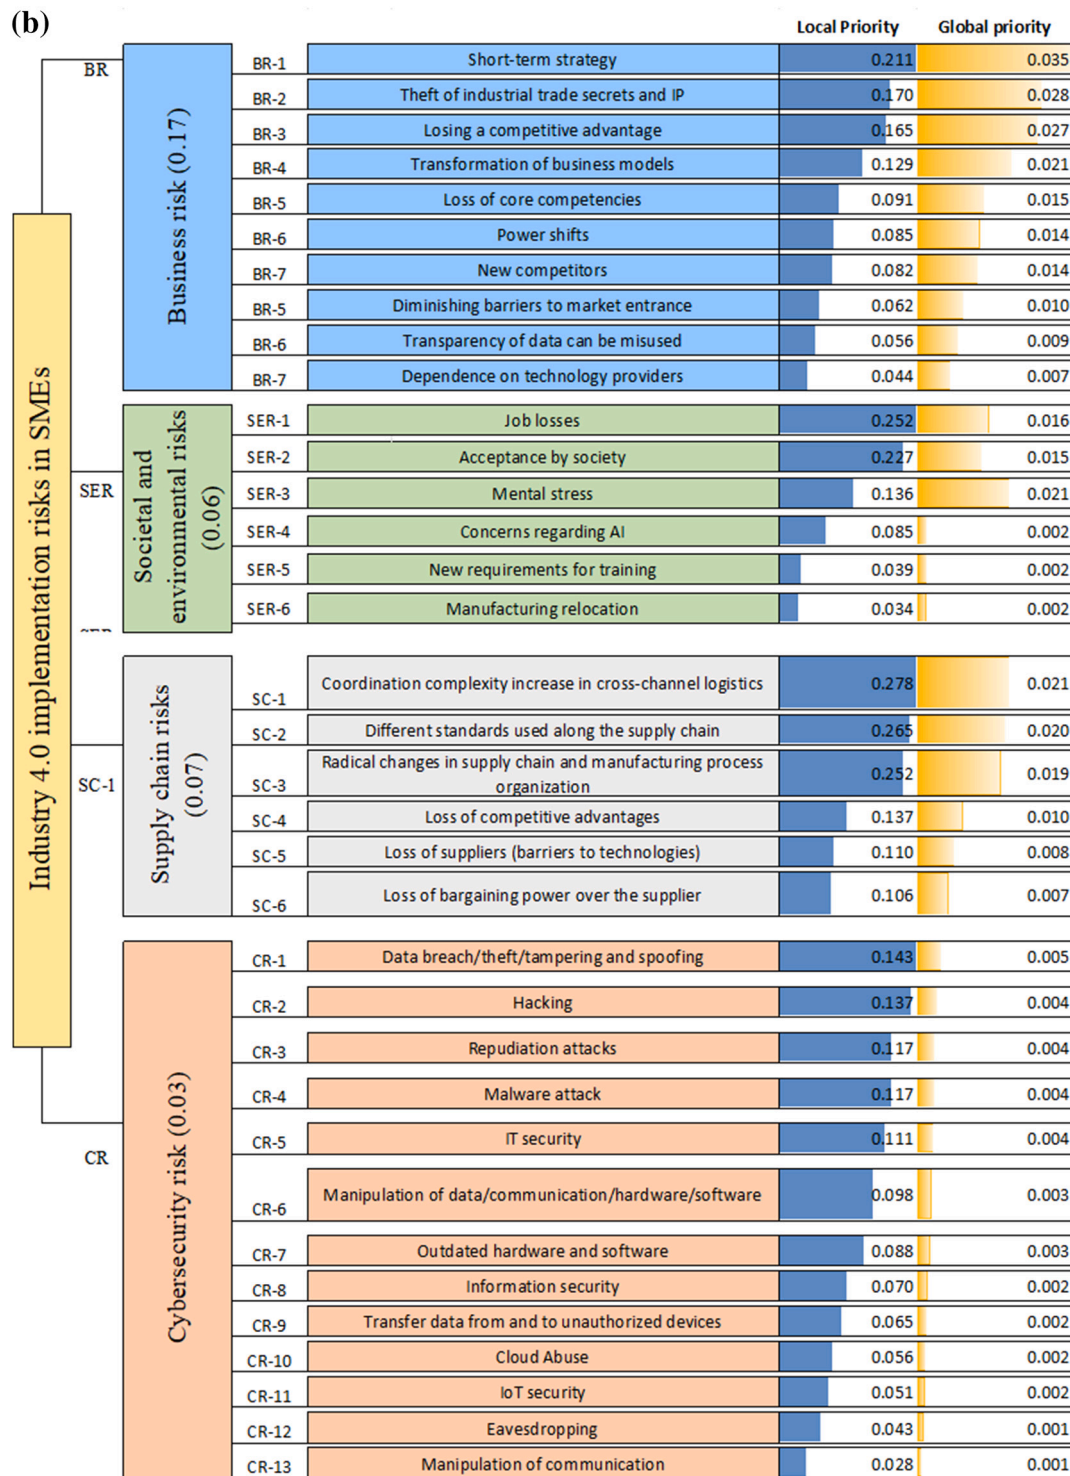 (b)
Local Priority Global priority
Industry 4.0 implementation risks in SMEs
BR
Business risk (0.17)
BR-1 Short-term strategy 0.211 0.035
BR-2 Theft of industrial trade secrets and IP 0.170 0.028
BR-3 Losing a competitive advantage 0.165 0.027
BR-4 Transformation of business models 0.129 0.021
BR-5 Loss of core competencies 0.091 0.015
BR-6 Power shifts 0.085 0.014
BR-7 New competitors 0.082 0.014
BR-5 Diminishing barriers to market entrance 0.062 0.010
BR-6 Transparency of data can be misused 0.056 0.009
BR-7 Dependence on technology providers 0.044 0.007
SER
Societal and
environmental risks
(0.06)
SER-1 Job losses 0.252 0.016
SER-2 Acceptance by society 0.227 0.015
SER-3 Mental stress 0.136 0.021
SER-4 Concerns regarding AI 0.085 0.002
SER-5 New requirements for training 0.039 0.002
SER-6 Manufacturing relocation 0.034 0.002
SC-1
Supply chain risks
(0.07)
SC-1 Coordination complexity increase in cross-channel logistics 0.278 0.021
SC-2 Different standards used along the supply chain 0.265 0.020
Radical changes in supply chain and manufacturing process
SC-3 organization 0.252 0.019
SC-4 Loss of competitive advantages 0.137 0.010
SC-5 Loss of suppliers (barriers to technologies) 0.110 0.008
SC-6 Loss of bargaining power over the supplier 0.106 0.007
CR
Cybersecurity risk (0.03)
CR-1 Data breach/theft/tampering and spoofing 0.143 0.005
CR-2 Hacking 0.137 0.004
CR-3 Repudiation attacks 0.117 0.004
CR-4 Malware attack 0.117 0.004
CR-5 IT security 0.111 0.004
CR-6 Manipulation of data/communication/hardware/software 0.098 0.003
CR-7 Outdated hardware and software 0.088 0.003
CR-8 Information security 0.070 0.002
CR-9 Transfer data from and to unauthorized devices 0.065 0.002
CR-10 Cloud Abuse 0.056 0.002
CR-11 IoT security 0.051 0.002
CR-12 Eavesdropping 0.043 0.001
CR-13 Manipulation of communication 0.028 0.001